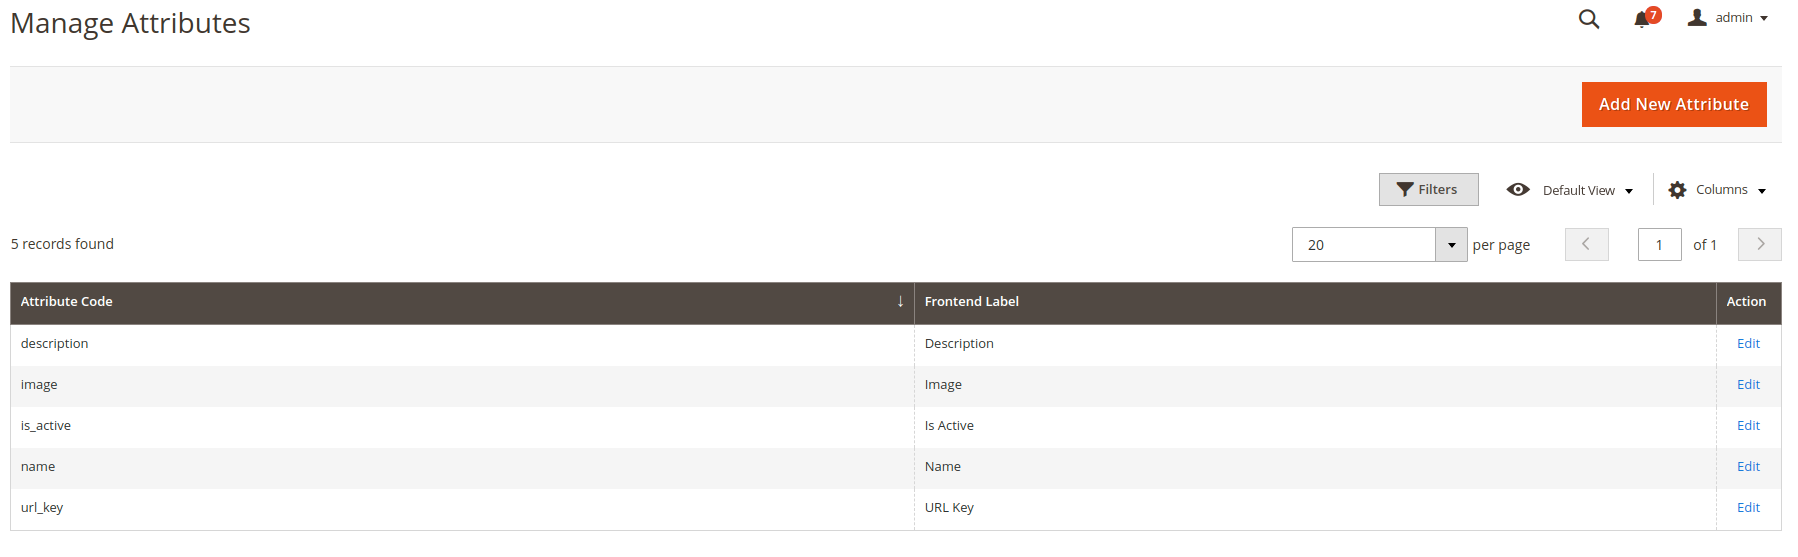 Manage Attributes
7
admin
Add New Attribute
Filters
Default View
Columns
5 records found
20
per page
1
of 1
Attribute Code ↓ Frontend Label Action
description Description Edit
image Image Edit
is_active Is Active Edit
name Name Edit
url_key URL Key Edit